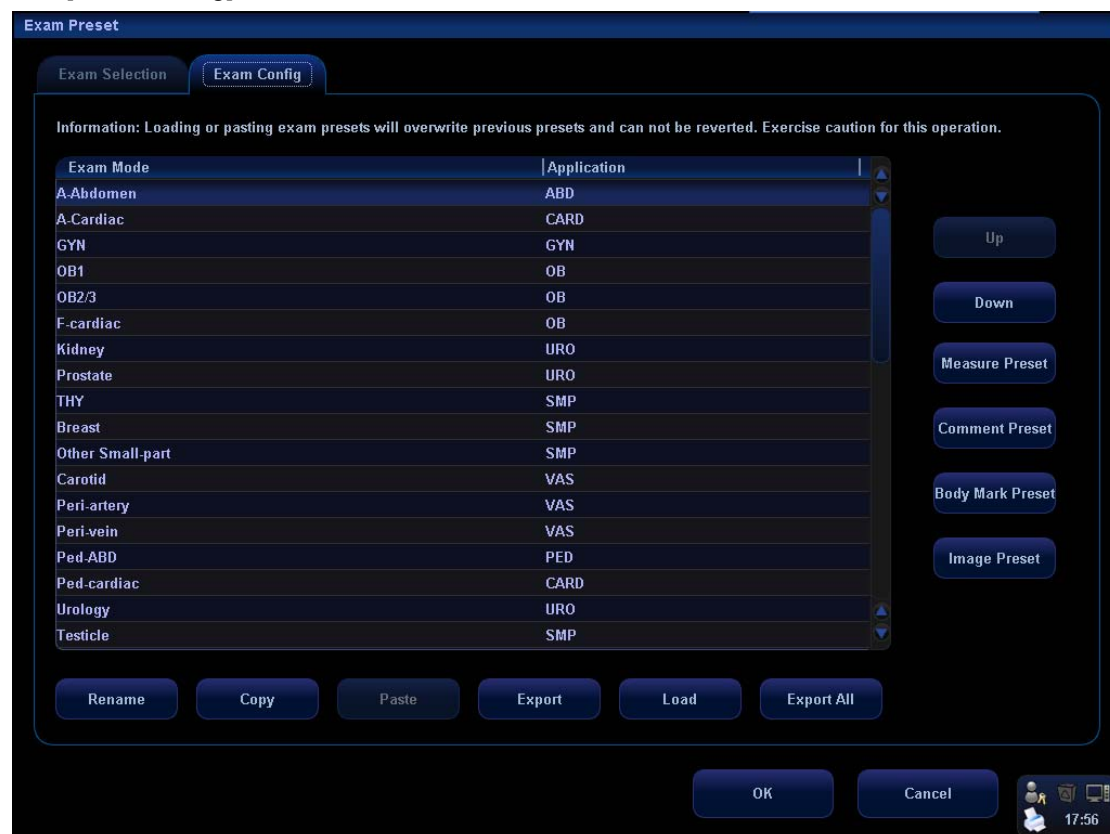 Exam Preset
Exam Selection Exam Config
Information: Loading or pasting exam presets will overwrite previous presets and can not be reverted. Exercise caution for this operation.
Exam Mode Application
A-Abdomen ABD
A-Cardiac CARD
GYN GYN
OB1 OB
OB2/3 OB
F-cardiac OB
Kidney URO
Prostate URO
THY SMP
Breast SMP
Other Small-part SMP
Carotid VAS
Peri-artery VAS
Peri-vein VAS
Ped-ABD PED
Ped-cardiac CARD
Urology URO
Testicle SMP
Up
Down
Measure Preset
Comment Preset
Body Mark Preset
Image Preset
Rename Copy Paste Export Load Export All
OK Cancel
17:56